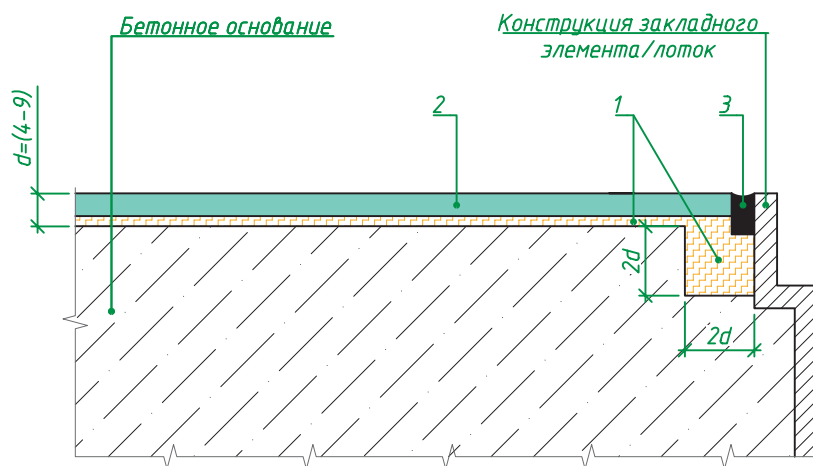 Бетонное основание
Конструкция закладного
элемента/лоток
d=(4-9)
2
1
3
2d
2d